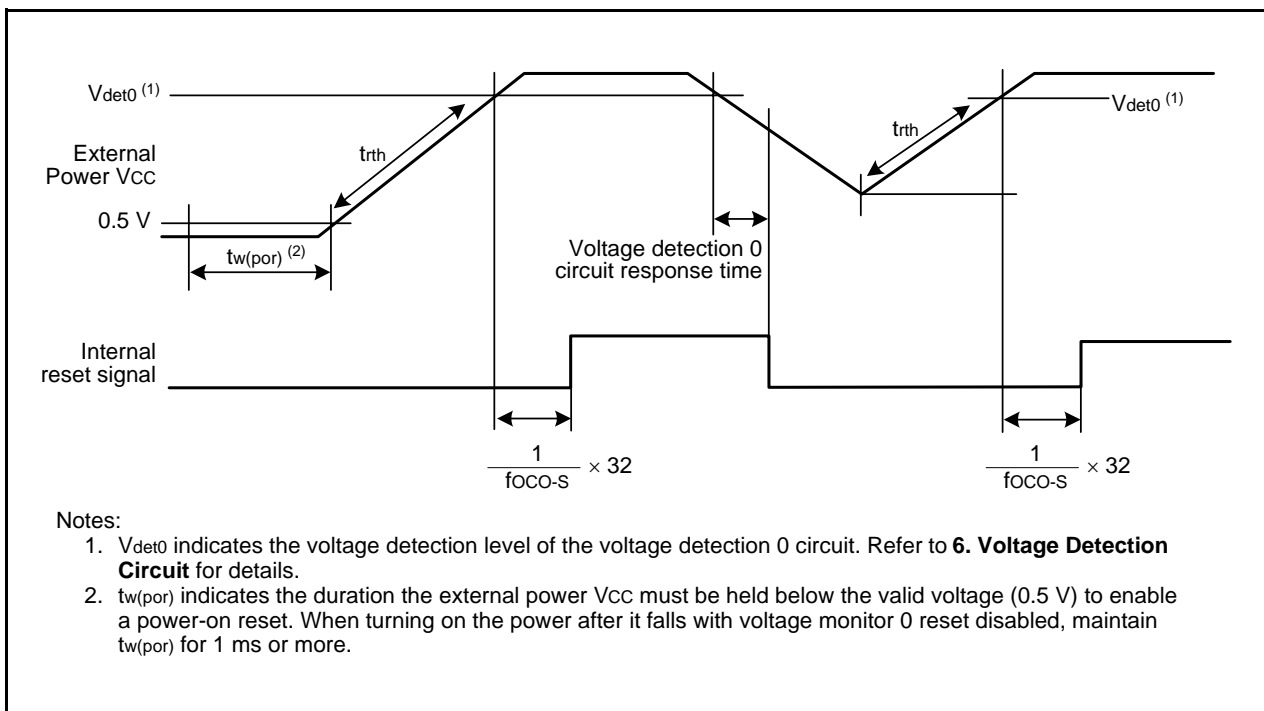 Vdet0 (1)
trth
External
Power VCC
0.5 V
tw(por) (2)
Voltage detection 0
circuit response time
trth
Vdet0 (1)
Internal
reset signal
1
fOCO-S
× 32
1
fOCO-S
× 32
Notes:
1. Vdet0 indicates the voltage detection level of the voltage detection 0 circuit. Refer to 6. Voltage Detection
Circuit for details.
2. tw(por) indicates the duration the external power VCC must be held below the valid voltage (0.5 V) to enable
a power-on reset. When turning on the power after it falls with voltage monitor 0 reset disabled, maintain
tw(por) for 1 ms or more.